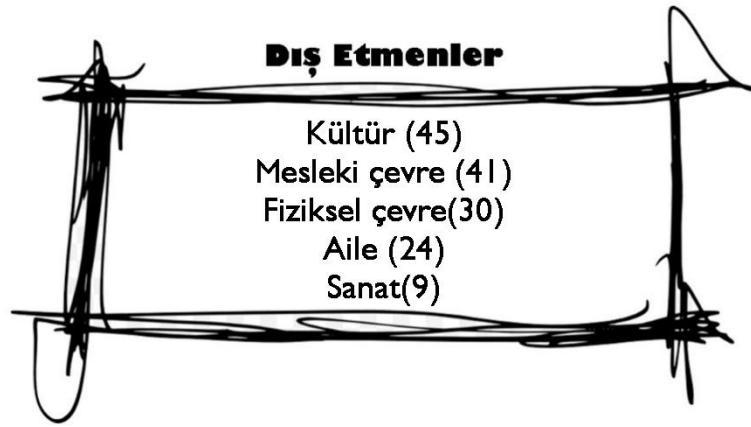 Dış Etmenler
Kültür (45)
Mesleki çevre (41)
Fiziksel çevre(30)
Aile (24)
Sanat(9)